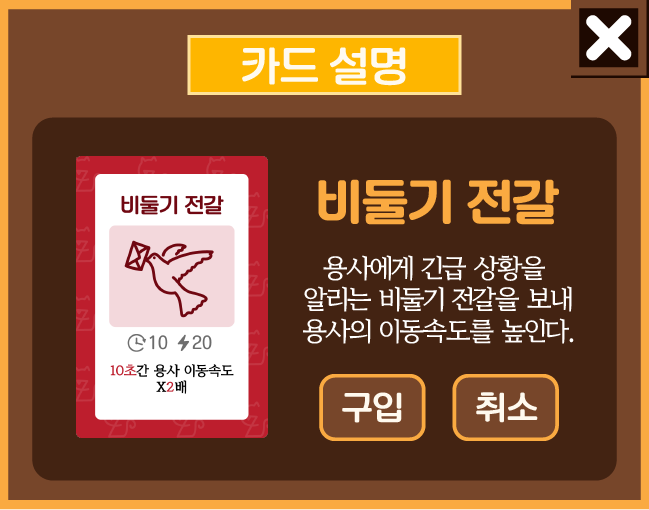 카드 설명
비둘기 전갈
10 20
10초간 용사 이동속도
X2배
비둘기 전갈
용사에게 긴급 상황을
알리는 비둘기 전갈을 보내
용사의 이동속도를 높인다.
구입 취소